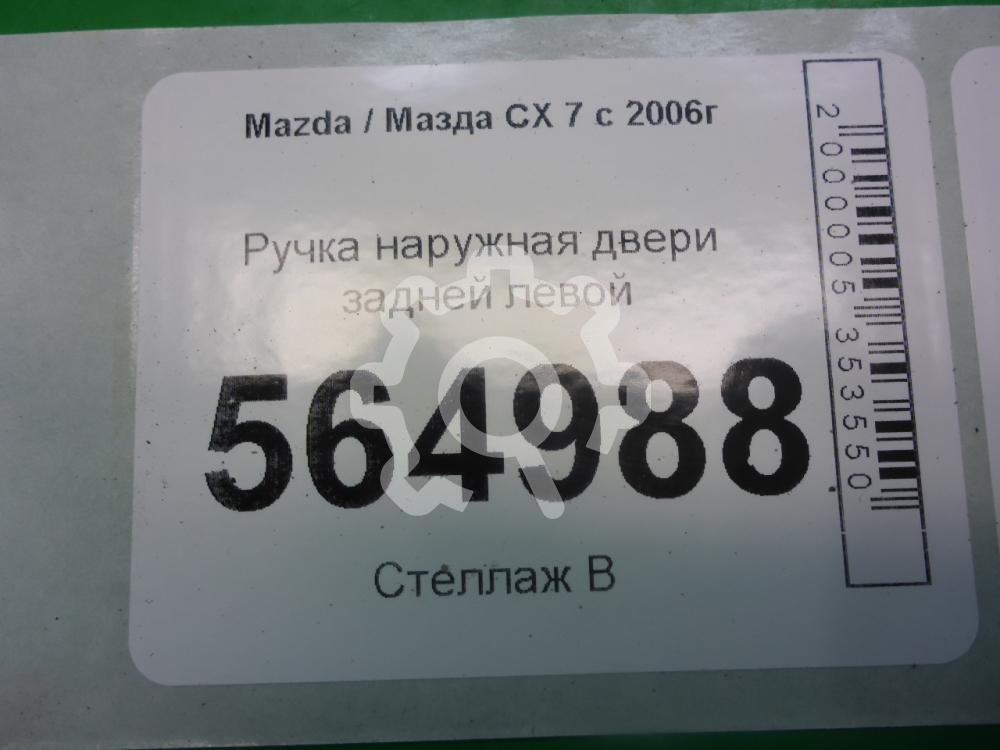 Mazda / Мазда CX 7 с 2006г
Ручка наружная двери
задней левой
564988
Стеллаж В
2000005353550